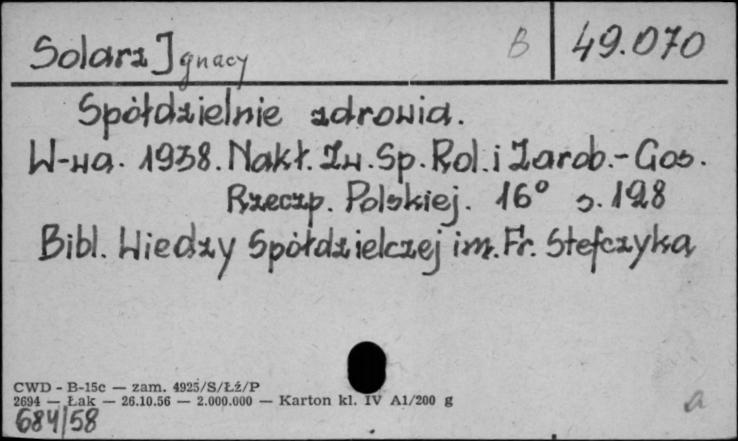 Solarz Ignacy B 49.070
Spółdzielnie zdrowia.
W-wa. 1938. Nakł. Zw. Sp. Rol. i Zarob.-Gos.
Rzeczp. Polskiej. 16° s. 128
Bibl. Wiedzy Spółdzielczej im. Fr. Stefczyka
CWD - B-15c — zam. 4925/S/Łź/P
2694 — Łak — 26.10.56 — 2.000.000 — Karton kl. IV A1/200 g
684/58
a